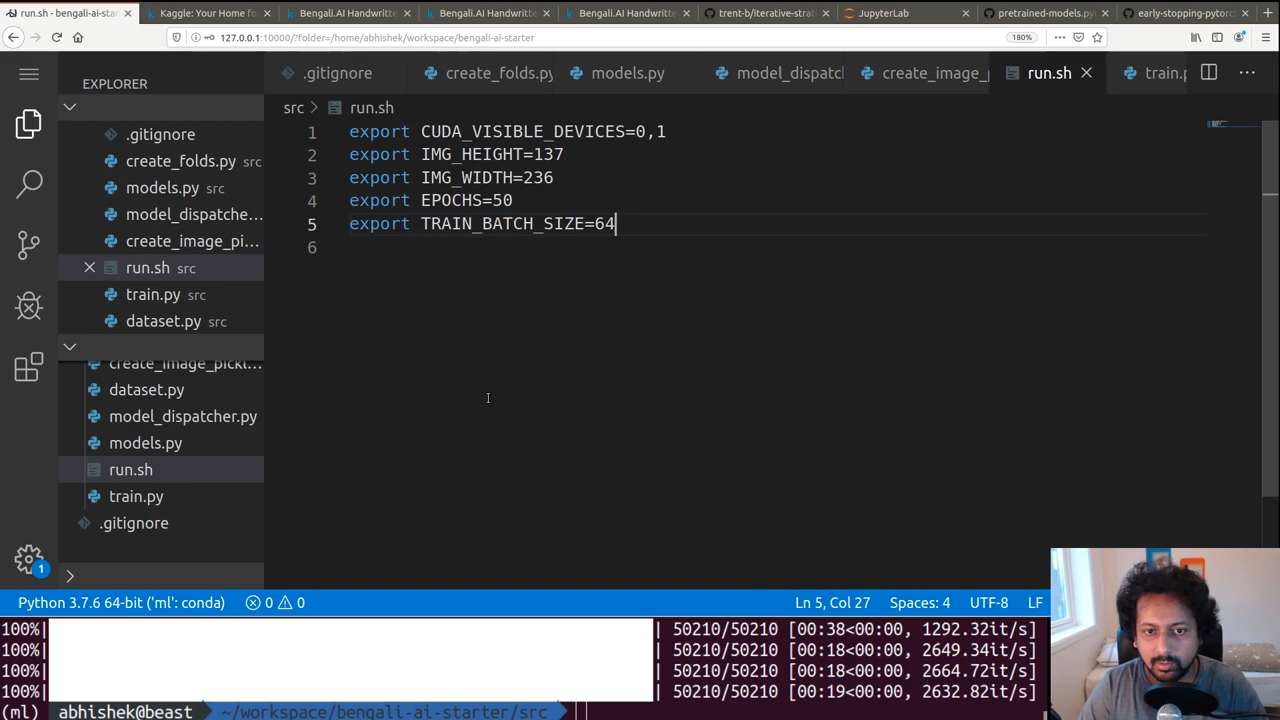 run.sh - bengali-ai-start
Kaggle: Your Home fo
Bengali.AI Handwritte
Bengali.AI Handwritte
Bengali.AI Handwritte
trent-b/iterative-strat
JupyterLab
pretrained-models.py
early-stopping-pytorc
127.0.0.1:10000/?folder=/home/abhishek/workspace/bengali-ai-starter
180%
EXPLORER
.gitignore
create_folds.py
models.py
model_dispatc
create_image_p
run.sh
train.p
src > run.sh
.gitignore
create_folds.py src
models.py src
model_dispatche...
create_image_pi...
run.sh src
train.py src
dataset.py src
create_image_pickl...
dataset.py
model_dispatcher.py
models.py
run.sh
train.py
.gitignore
1 export CUDA_VISIBLE_DEVICES=0,1
2 export IMG_HEIGHT=137
3 export IMG_WIDTH=236
4 export EPOCHS=50
5 export TRAIN_BATCH_SIZE=64
6
1
Python 3.7.6 64-bit ('ml': conda)
0 0
Ln 5, Col 27
Spaces: 4
UTF-8
LF
100%| | 50210/50210 [00:38<00:00, 1292.32it/s]
100%| | 50210/50210 [00:18<00:00, 2649.34it/s]
100%| | 50210/50210 [00:18<00:00, 2664.72it/s]
100%| | 50210/50210 [00:19<00:00, 2632.82it/s]
(ml) abhishek@beast ~/workspace/bengali-ai-starter/src